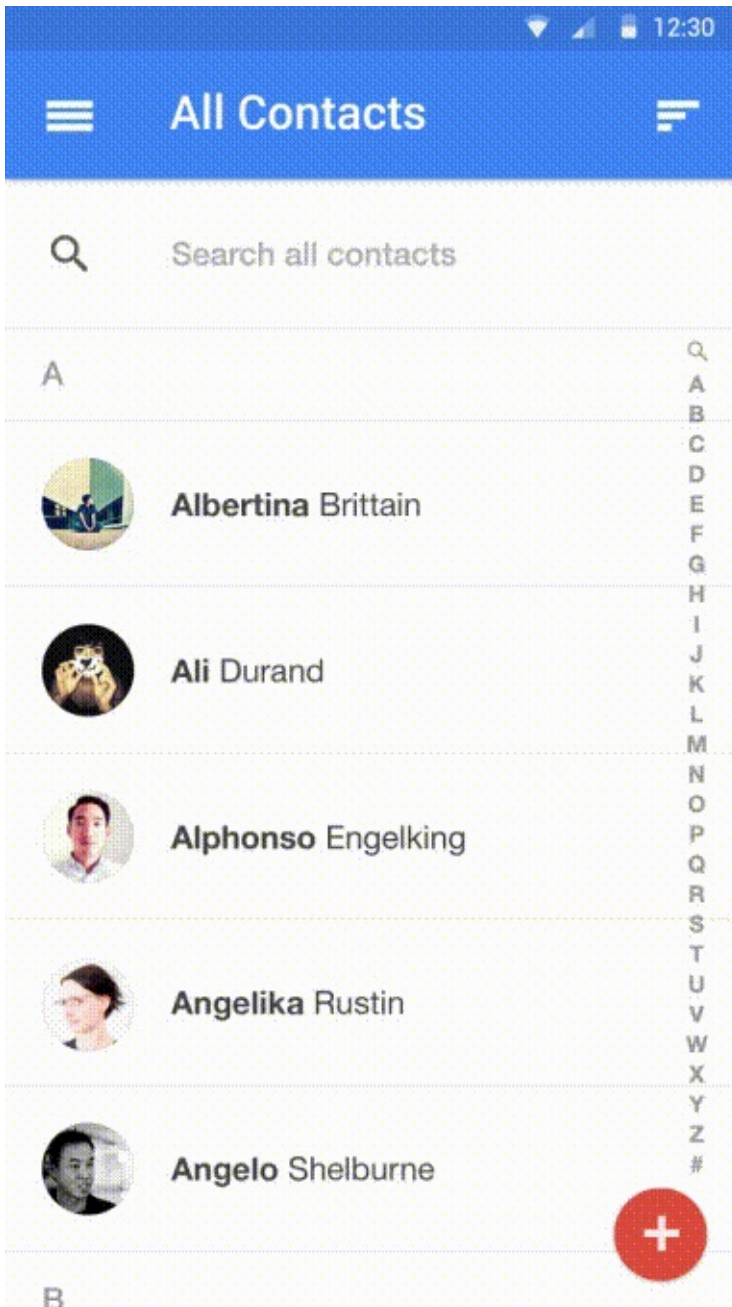 12:30
All Contacts
Search all contacts
A
Albertina Brittain
Ali Durand
Alphonso Engelking
Angelika Rustin
Angelo Shelburne
B
A
B
C
D
E
F
G
H
I
J
K
L
M
N
O
P
Q
R
S
T
U
V
W
X
Y
Z
#
+